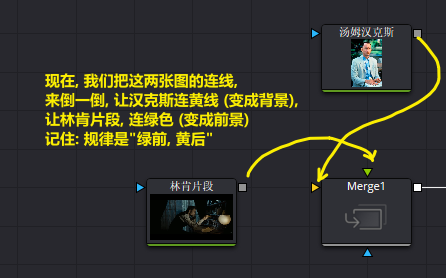 汤姆汉克斯
现在, 我们把这两张图的连线,
来倒一倒, 让汉克斯连黄线 (变成背景),
让林肯片段, 连绿色 (变成前景)
记住: 规律是"绿前, 黄后"
林肯片段
Merge1